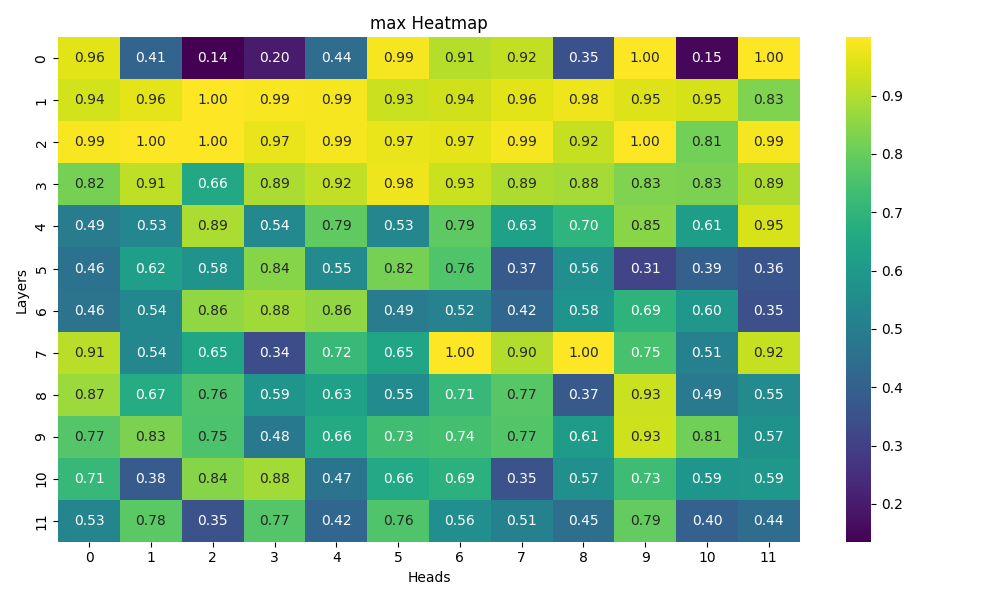 max Heatmap
0 0.96 0.41 0.14 0.20 0.44 0.99 0.91 0.92 0.35 1.00 0.15 1.00
1 0.94 0.96 1.00 0.99 0.99 0.93 0.94 0.96 0.98 0.95 0.95 0.83
2 0.99 1.00 1.00 0.97 0.99 0.97 0.97 0.99 0.92 1.00 0.81 0.99
3 0.82 0.91 0.66 0.89 0.92 0.98 0.93 0.89 0.88 0.83 0.83 0.89
4 0.49 0.53 0.89 0.54 0.79 0.53 0.79 0.63 0.70 0.85 0.61 0.95
5 0.46 0.62 0.58 0.84 0.55 0.82 0.76 0.37 0.56 0.31 0.39 0.36
6 0.46 0.54 0.86 0.88 0.86 0.49 0.52 0.42 0.58 0.69 0.60 0.35
7 0.91 0.54 0.65 0.34 0.72 0.65 1.00 0.90 1.00 0.75 0.51 0.92
8 0.87 0.67 0.76 0.59 0.63 0.55 0.71 0.77 0.37 0.93 0.49 0.55
9 0.77 0.83 0.75 0.48 0.66 0.73 0.74 0.77 0.61 0.93 0.81 0.57
10 0.71 0.38 0.84 0.88 0.47 0.66 0.69 0.35 0.57 0.73 0.59 0.59
11 0.53 0.78 0.35 0.77 0.42 0.76 0.56 0.51 0.45 0.79 0.40 0.44
0 1 2 3 4 5 6 7 8 9 10 11
Heads
Layers
0.9
0.8
0.7
0.6
0.5
0.4
0.3
0.2